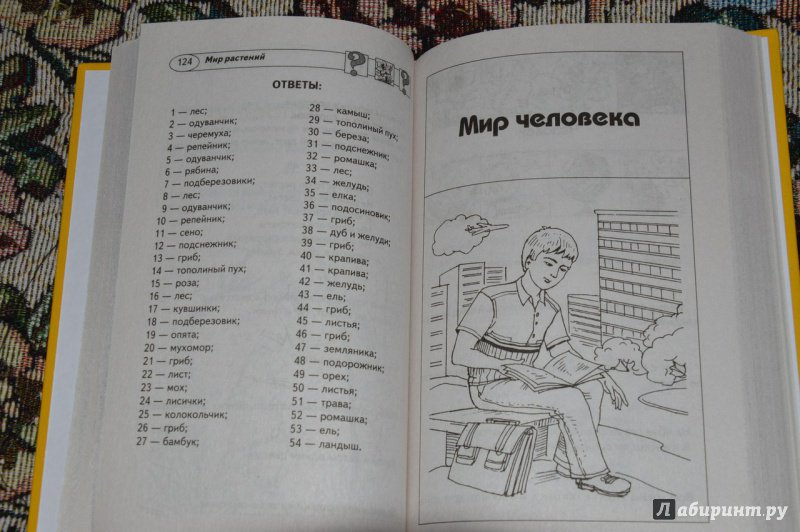 124 Мир растений
ОТВЕТЫ:
1 — лес;
2 — одуванчик;
3 — черемуха;
4 — репейник;
5 — одуванчик;
6 — рябина;
7 — подберезовики;
8 — лес;
9 — одуванчик;
10 — репейник;
11 — сено;
12 — подснежник;
13 — гриб;
14 — тополиный пух;
15 — роза;
16 — лес;
17 — кувшинки;
18 — подберезовик;
19 — опята;
20 — мухомор;
21 — гриб;
22 — лист;
23 — мох;
24 — лисички;
25 — колокольчик;
26 — гриб;
27 — бамбук;
28 — камыш;
29 — тополиный пух;
30 — береза;
31 — подснежник;
32 — ромашка;
33 — лес;
34 — желудь;
35 — елка;
36 — подосиновик;
37 — гриб;
38 — дуб и желуди;
39 — гриб;
40 — крапива;
41 — крапива;
42 — желудь;
43 — ель;
44 — гриб;
45 — листья;
46 — гриб;
47 — земляника;
48 — подорожник;
49 — орех;
50 — листья;
51 — трава;
52 — ромашка;
53 — ель;
54 — ландыш.
Мир человека
Лабиринт.ру